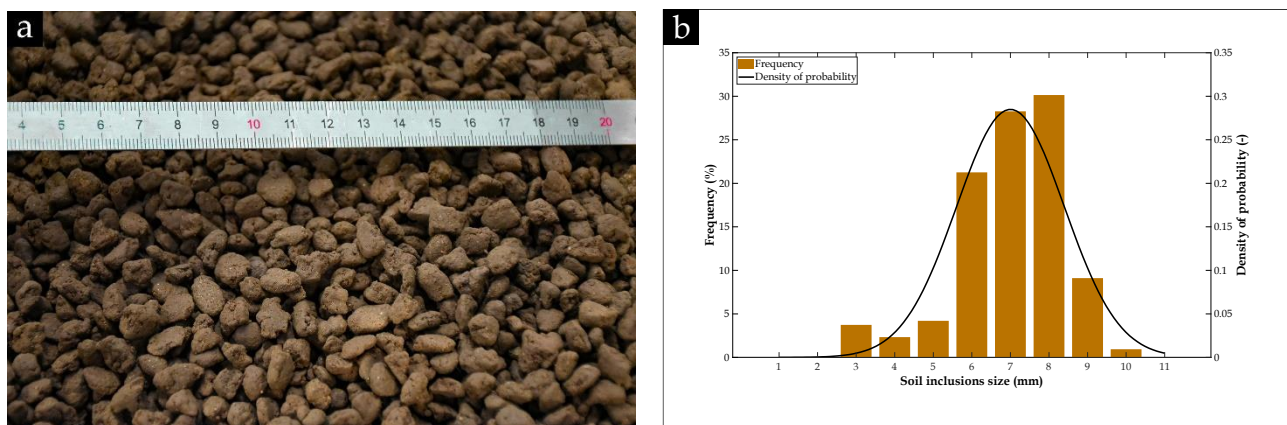 a
4 5 6 7 8 9 10 11 12 13 14 15 16 17 18 19 20
b
Frequency
Density of probability
35
30
25
20
15
10
5
0
Frequency (%)
0.35
0.3
0.25
0.2
0.15
0.1
0.05
0
Density of probability (-)
1 2 3 4 5 6 7 8 9 10 11
Soil inclusions size (mm)